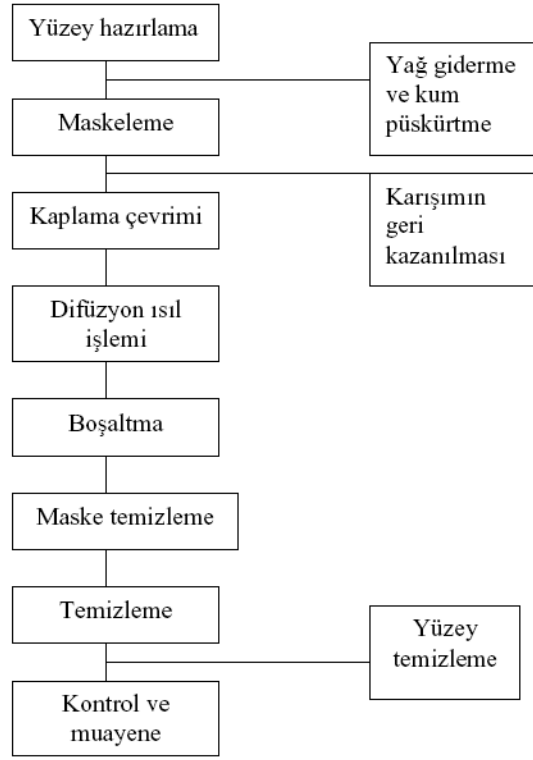 Yüzey hazırlama
Yağ giderme
ve kum
püskürtme
Maskeleme
Kaplama çevrimi
Karışımın
geri
kazanılması
Difüzyon ısıl
işlemi
Boşaltma
Maske temizleme
Temizleme
Yüzey
temizleme
Kontrol ve
muayene